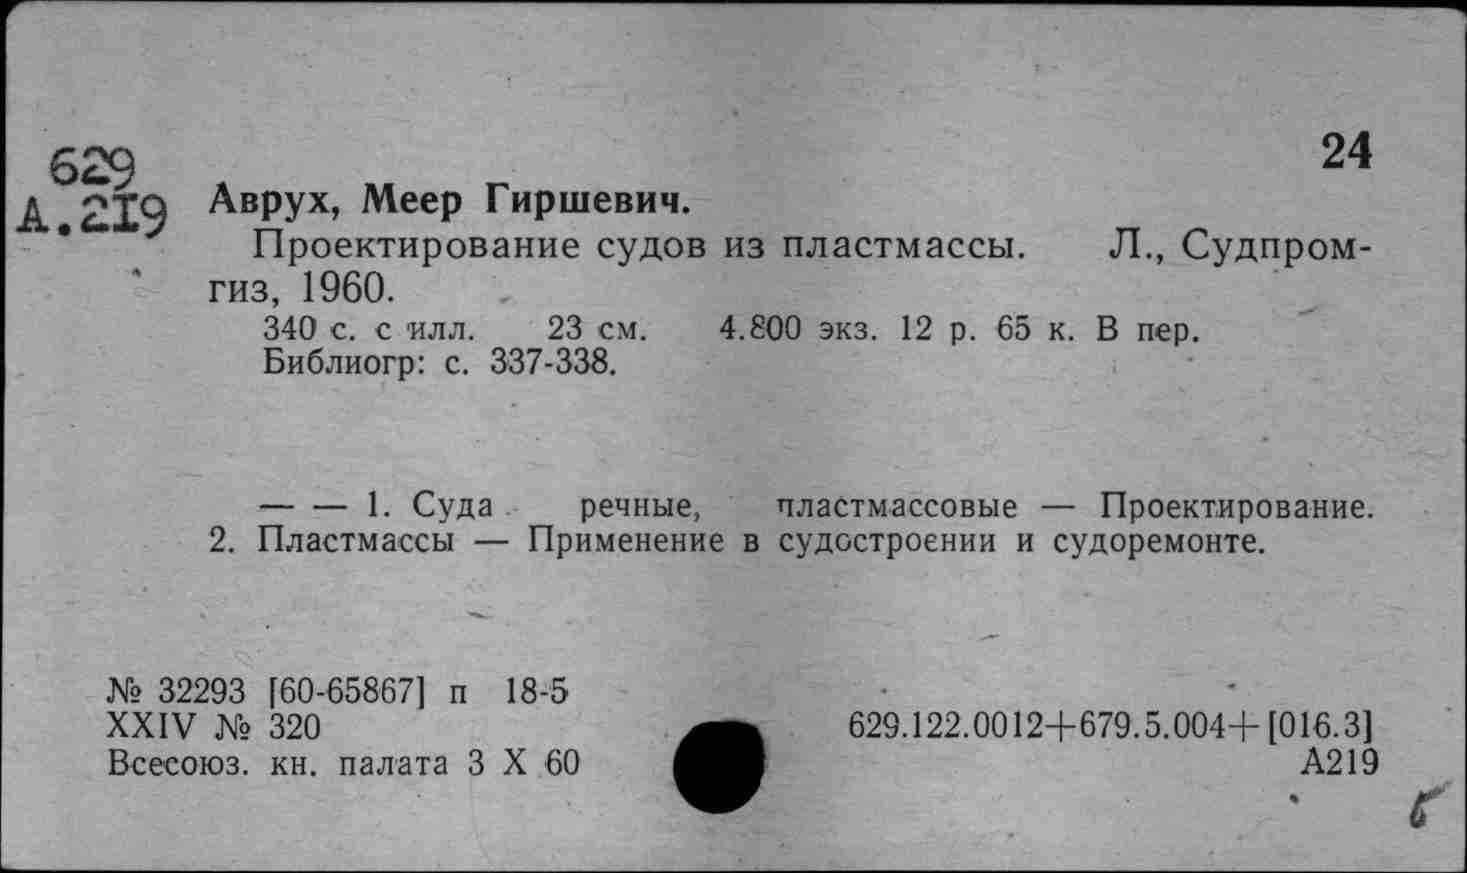 24
629
А.219
Аврух, Меер Гиршевич.
Проектирование судов из пластмассы. Л., Судпром-
гиз, 1960.
340 с. с илл. 23 см. 4.800 экз. 12 р. 65 к. В пер.
Библиогр: с. 337-338.
— — 1. Суда речные, пластмассовые — Проектирование.
2. Пластмассы — Применение в судостроении и судоремонте.
№ 32293 [60-65867] п 18-5
XXIV № 320
Всесоюз. кн. палата 3 X 60
629.122.0012+679.5.004+[016.3]
А219